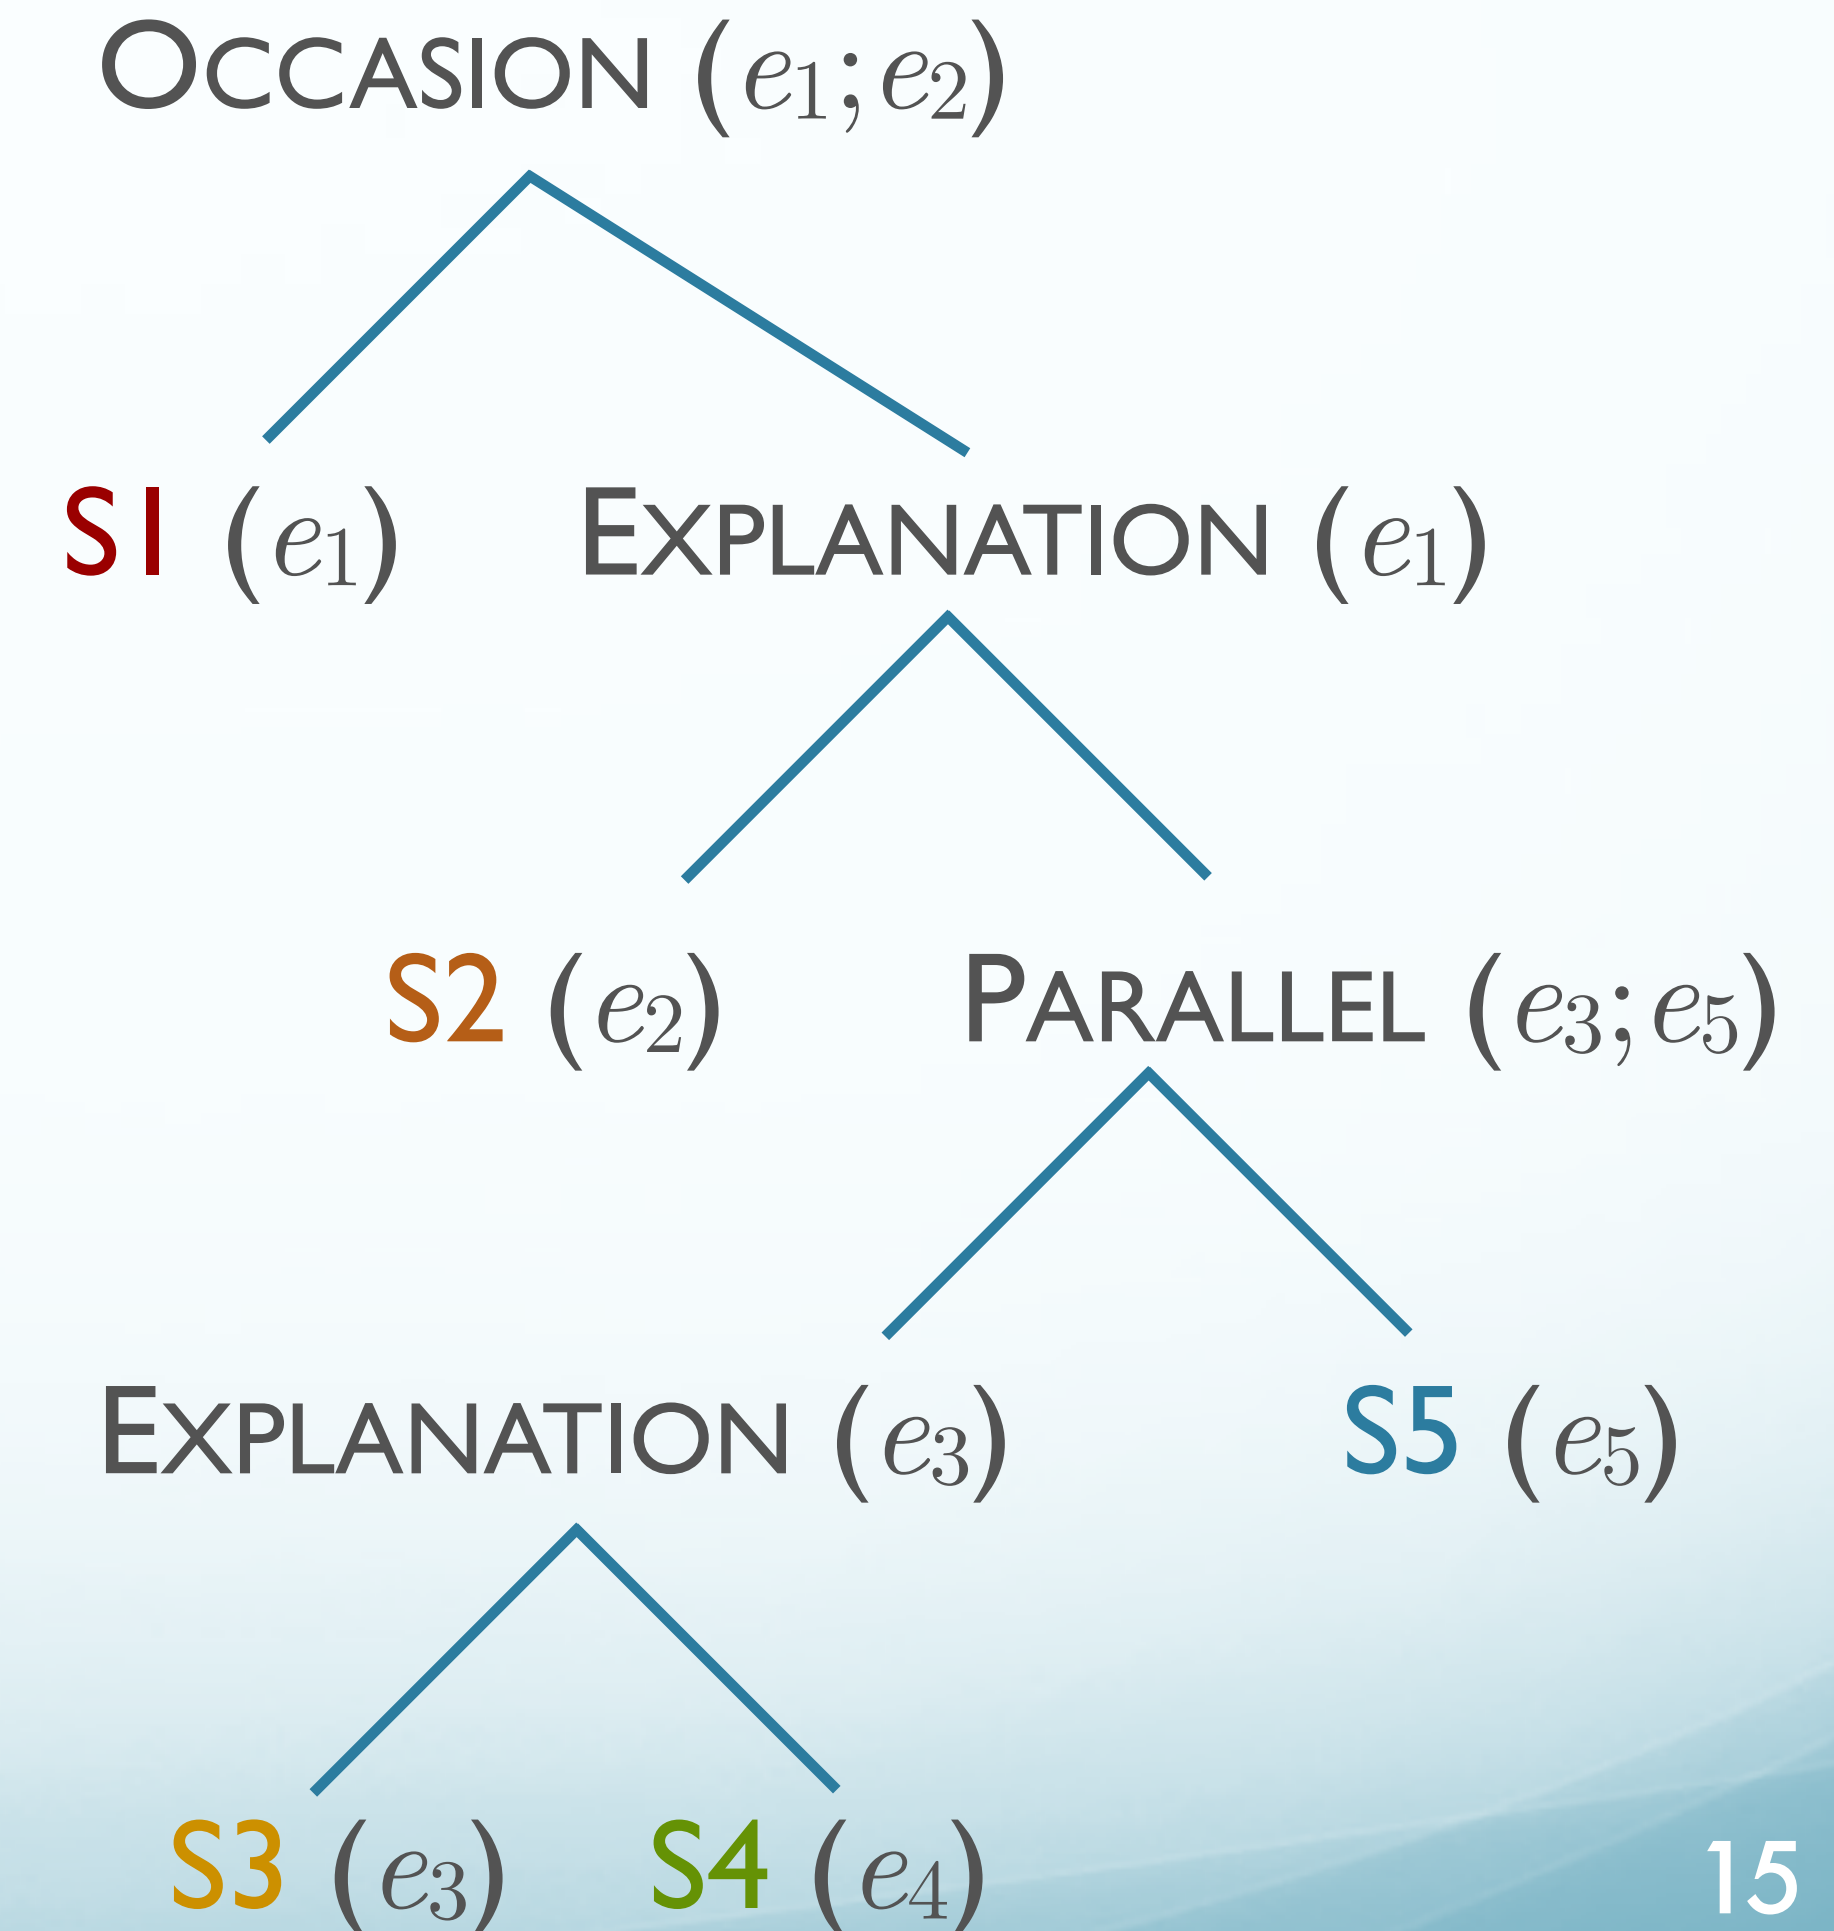 OCCASION (e1; e2)
S1 (e1) EXPLANATION (e1)
S2 (e2) PARALLEL (e3; e5)
EXPLANATION (e3) S5 (e5)
S3 (e3) S4 (e4)
15